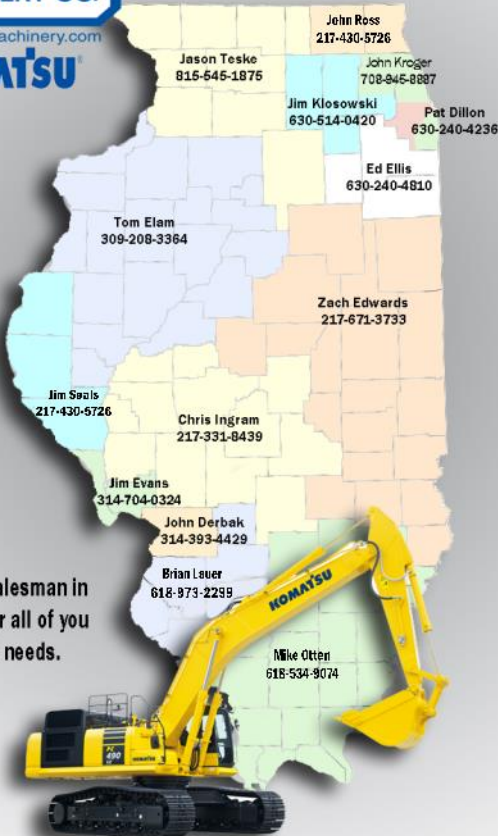 achinery.com
John Ross
217-430-5726
Jason Teske
815-545-1875
John Kroger
708-945-8887
Jim Klosowski
630-514-0420
Pat Dillon
630-240-4236
Ed Ellis
630-240-4810
Tom Elam
309-208-3364
Zach Edwards
217-671-3733
Jim Seals
217-430-5726
Chris Ingram
217-331-8439
Jim Evans
314-704-0324
John Derbak
314-393-4429
Brian Lauer
618-973-2299
alesman in
r all of you
needs.
KOMATSU
Mike Otten
618-534-9074
490
KOMATSU